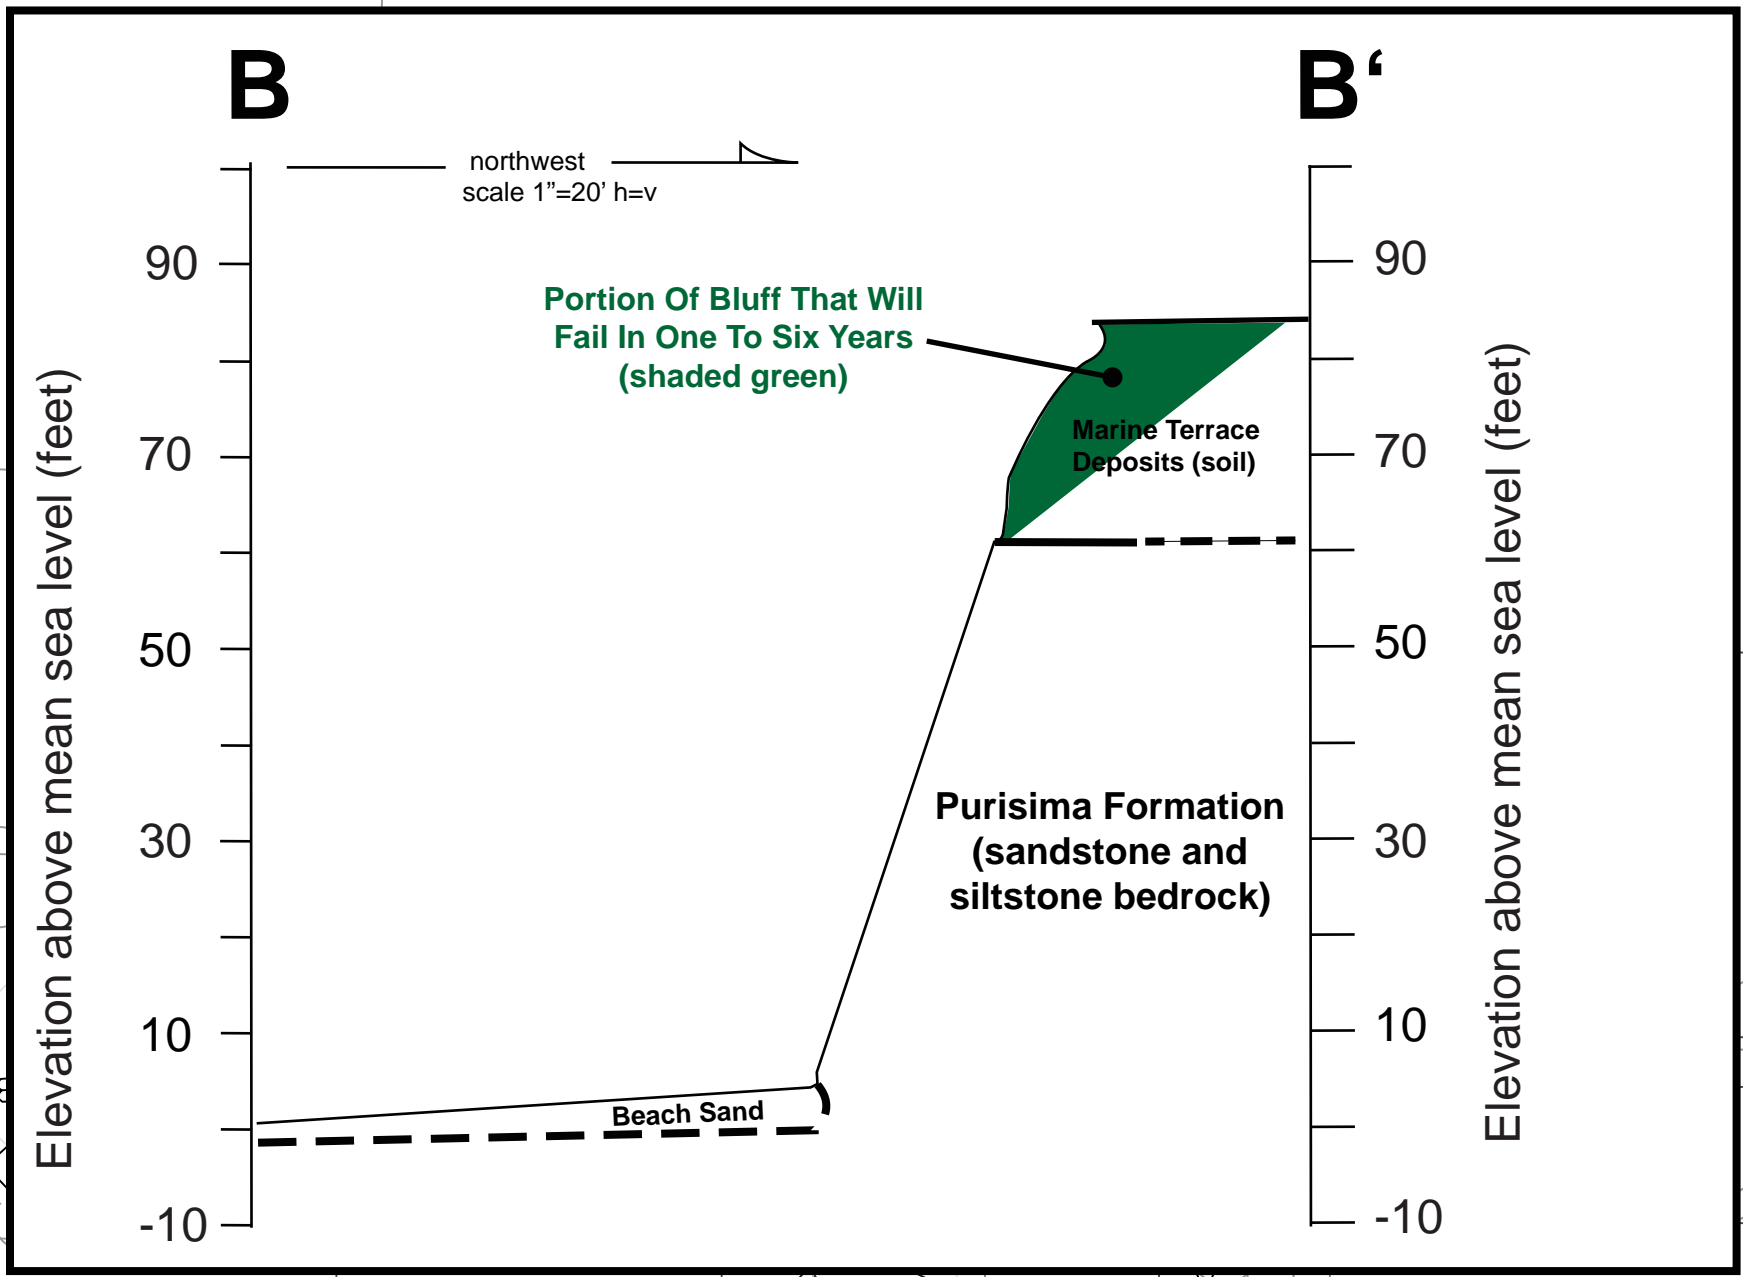 B
B‘
northwest
scale 1”=20’ h=v
90
90
Portion Of Bluff That Will
Fail In One To Six Years
(shaded green)
Marine Terrace
Deposits (soil)
70
70
50
50
Purisima Formation
(sandstone and
siltstone bedrock)
30
30
10
10
Beach Sand
-10
-10
Elevation above mean sea level (feet)
Elevation above mean sea level (feet)